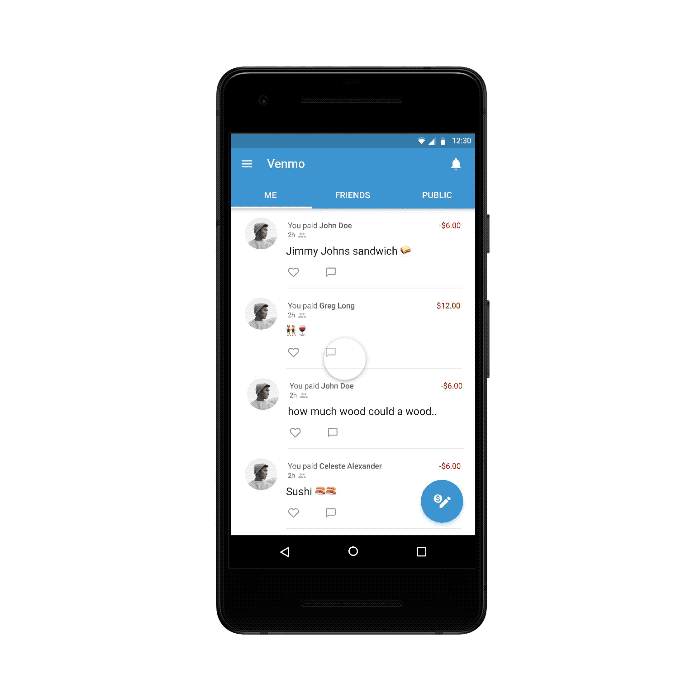 12:30
Venmo
ME FRIENDS PUBLIC
You paid John Doe -$6.00
2h
Jimmy Johns sandwich 🥪
You paid Greg Long $12.00
2h
👯🍷
You paid John Doe -$6.00
2h
how much wood could a wood..
You paid Celeste Alexander -$6.00
2h
Sushi 🍣🍣